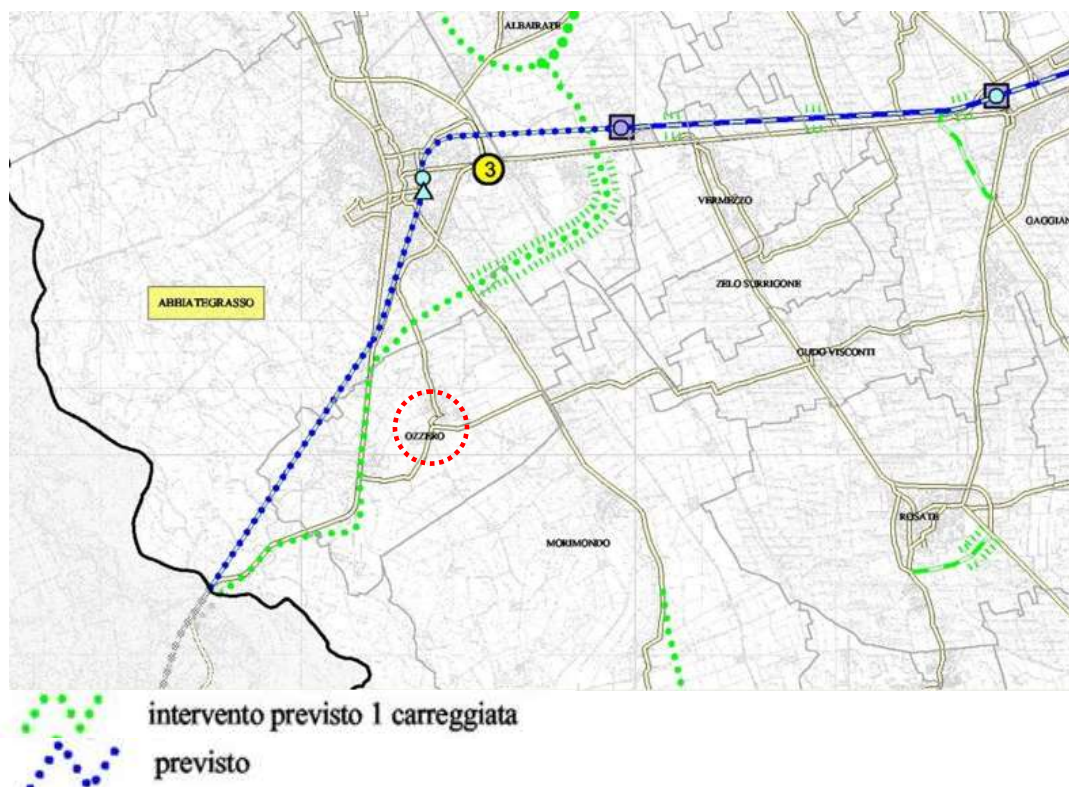 ALBAIRATE
3
VERMEZZO
GAGGIAN
ZELO SURRIGONE
ABBIATEGRASSO
GUDO VISCONTI
OZZERO
ROSATE
MORIMONDO
intervento previsto 1 carreggiata
previsto